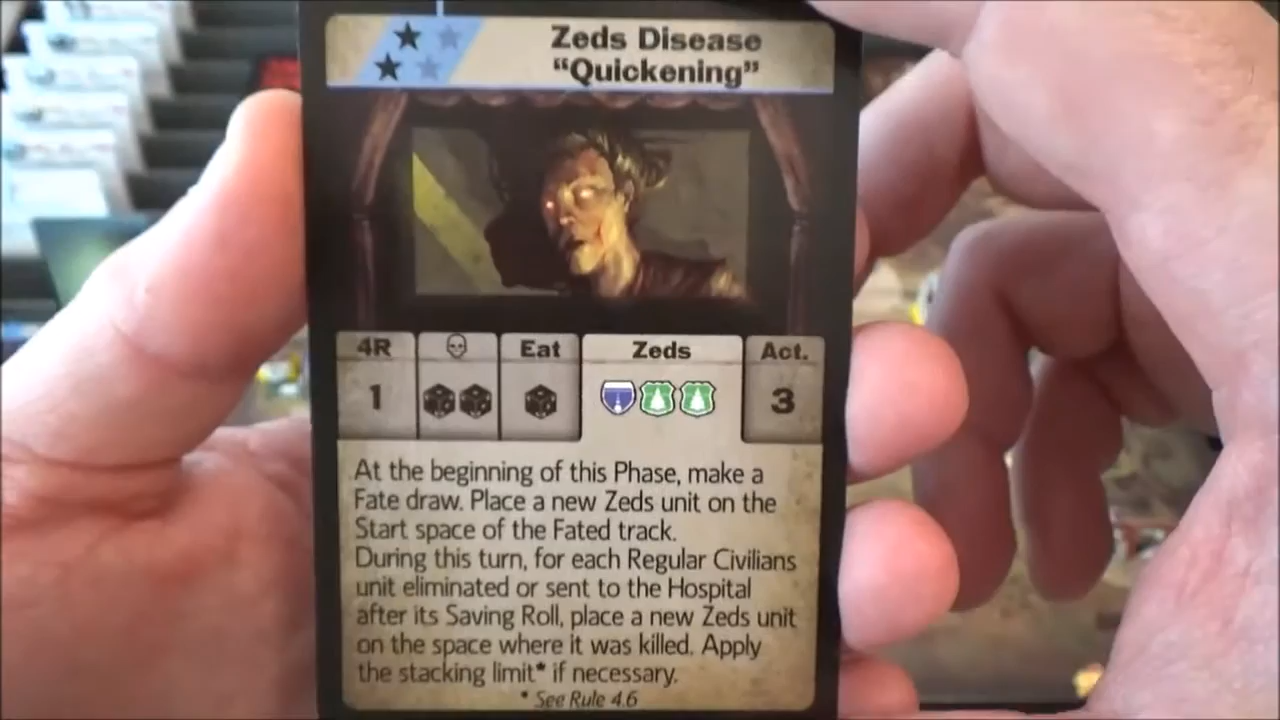 Zeds Disease
“Quickening”
4R
Eat
Zeds
Act.
1
3
At the beginning of this Phase, make a
Fate draw. Place a new Zeds unit on the
Start space of the Fated track.
During this turn, for each Regular Civilians
unit eliminated or sent to the Hospital
after its Saving Roll, place a new Zeds unit
on the space where it was killed. Apply
the stacking limit* if necessary.
* See Rule 4.6